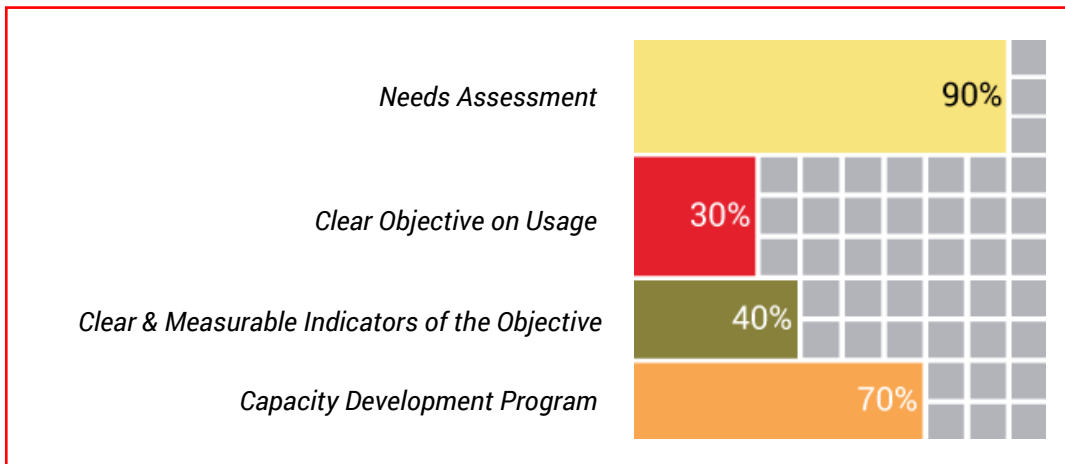 Needs Assessment
90%
Clear Objective on Usage
30%
Clear & Measurable Indicators of the Objective
40%
Capacity Development Program
70%